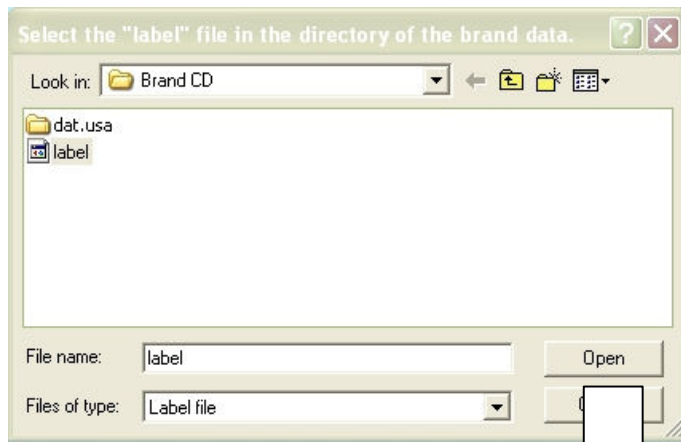 Select the "label" file in the directory of the brand data.
Look in: Brand CD
dat.usa
label
File name: label
Open
Files of type: Label file